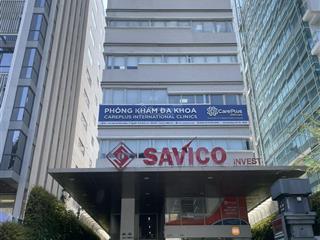 PHÒNG KHÁM ĐA KHOA
CAREPLUS INTERNATIONAL CLINICS
CarePlus
SAVICO INVEST